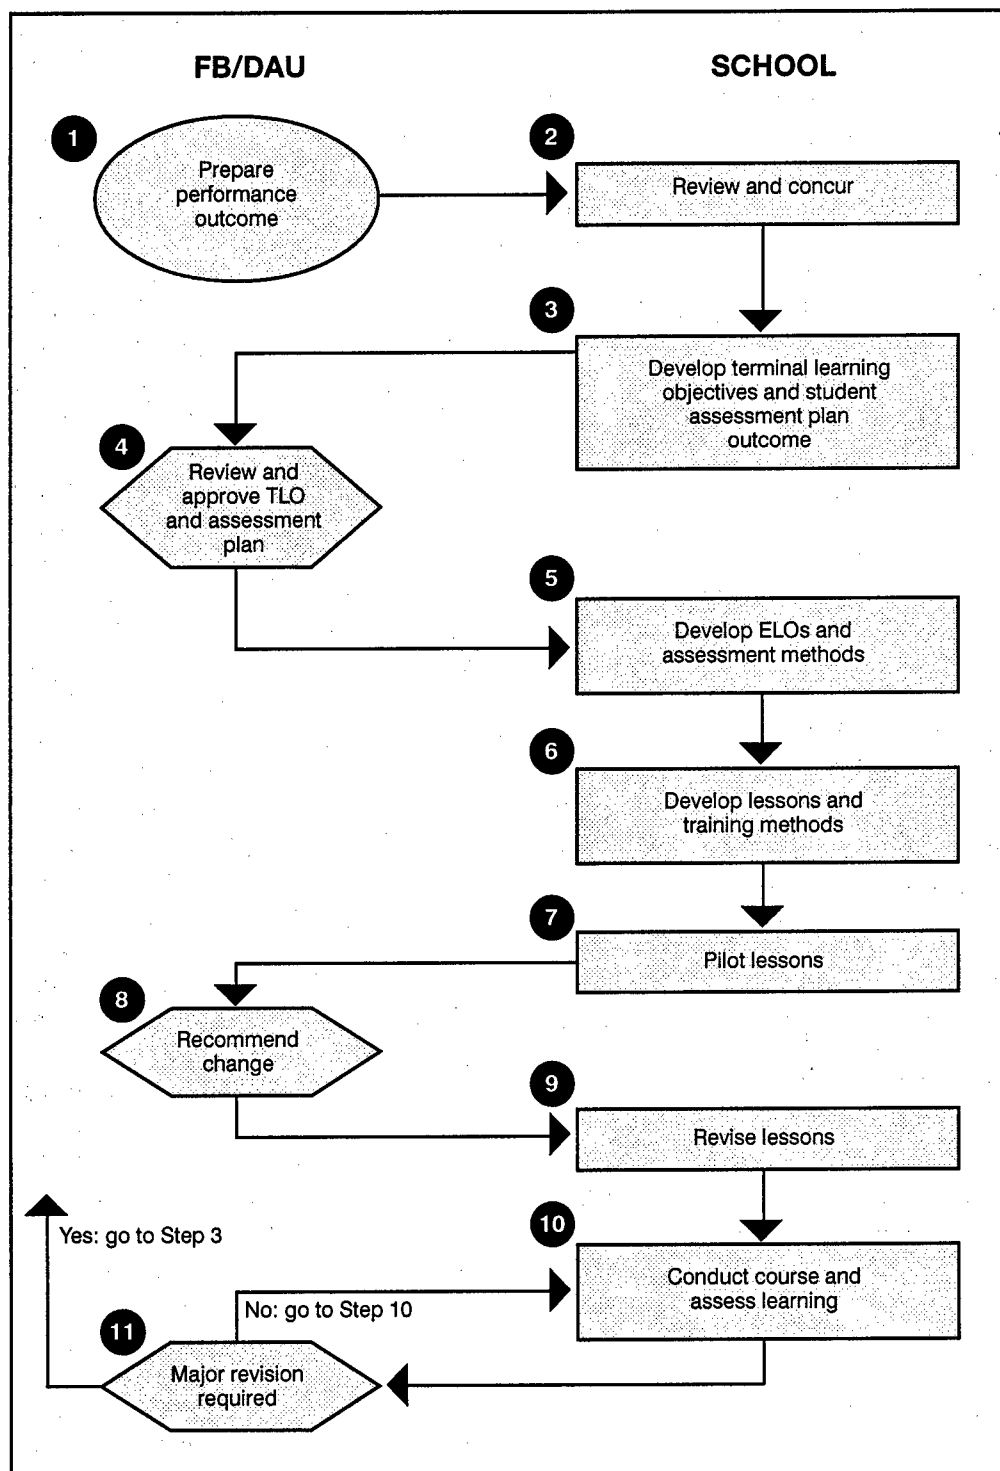 FB/DAU
SCHOOL
1
Prepare
performance
outcome
2
Review and concur
3
Develop terminal learning
objectives and student
assessment plan
outcome
4
Review and
approve TLO
and assessment
plan
5
Develop ELOs and
assessment methods
6
Develop lessons and
training methods
7
Pilot lessons
8
Recommend
change
9
Revise lessons
10
Conduct course and
assess learning
Yes: go to Step 3
No: go to Step 10
11
Major revision
required